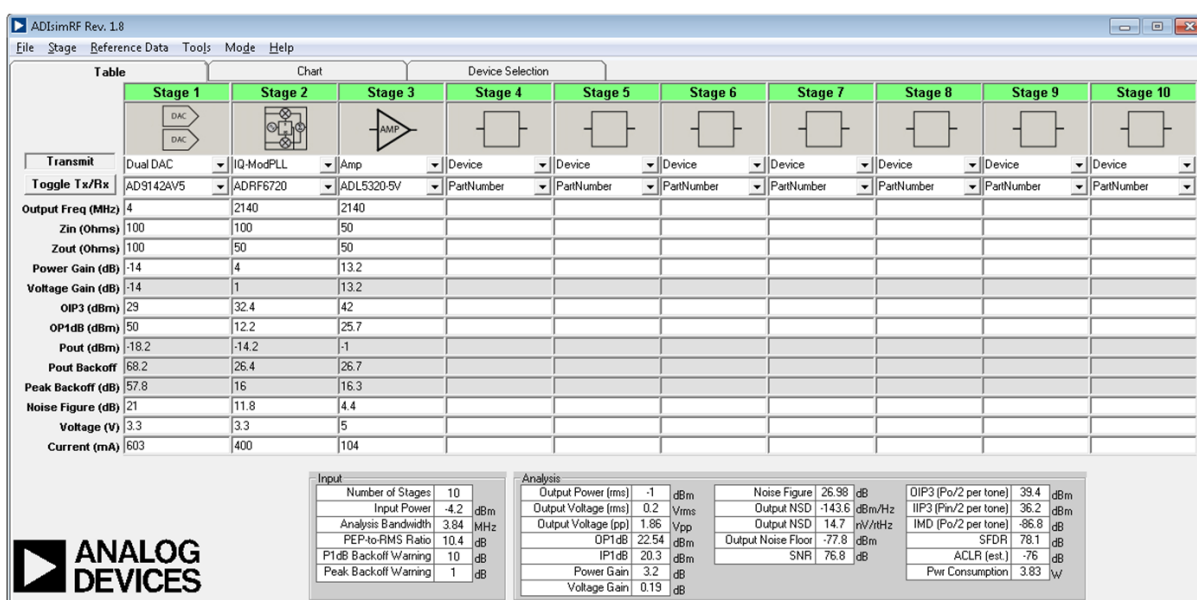 ADIsimRF Rev. 1.8
File Stage Reference Data Tools Mode Help
Table Chart Device Selection
Stage 1 Stage 2 Stage 3 Stage 4 Stage 5 Stage 6 Stage 7 Stage 8 Stage 9 Stage 10
DAC
DAC
AMP
Transmit Dual DAC IQ-ModPLL Amp Device Device Device Device Device Device Device
Toggle Tx/Rx AD9142AV5 ADRF6720 ADL5320-5V PartNumber PartNumber PartNumber PartNumber PartNumber PartNumber PartNumber
Output Freq (MHz) 4 2140 2140
Zin (Ohms) 100 100 50
Zout (Ohms) 100 50 50
Power Gain (dB) -14 4 13.2
Voltage Gain (dB) -14 1 13.2
OIP3 (dBm) 29 32.4 42
OP1dB (dBm) 50 12.2 25.7
Pout (dBm) -18.2 -14.2 -1
Pout Backoff 68.2 26.4 26.7
Peak Backoff (dB) 57.8 16 16.3
Noise Figure (dB) 21 11.8 4.4
Voltage (V) 3.3 3.3 5
Current (mA) 603 400 104
Input Analysis
Number of Stages 10 Output Power (rms) -1 dBm Noise Figure 26.98 dB OIP3 (Po/2 per tone) 39.4 dBm
Input Power -4.2 dBm Output Voltage (rms) 0.2 Vrms Output NSD -143.6 dBm/Hz IIP3 (Pin/2 per tone) 36.2 dBm
Analysis Bandwidth 3.84 MHz Output Voltage (pp) 1.86 Vpp Output NSD 14.7 nV/rtHz IMD (Po/2 per tone) -86.8 dB
PEP-to-RMS Ratio 10.4 dB OP1dB 22.54 dBm Output Noise Floor -77.8 dBm SFDR 78.1 dB
P1dB Backoff Warning 10 dB IP1dB 20.3 dBm SNR 76.8 dB ACLR (est.) -76 dB
Peak Backoff Warning 1 dB Power Gain 3.2 dB Pwr Consumption 3.83 W
Voltage Gain 0.19 dB
ANALOG
DEVICES